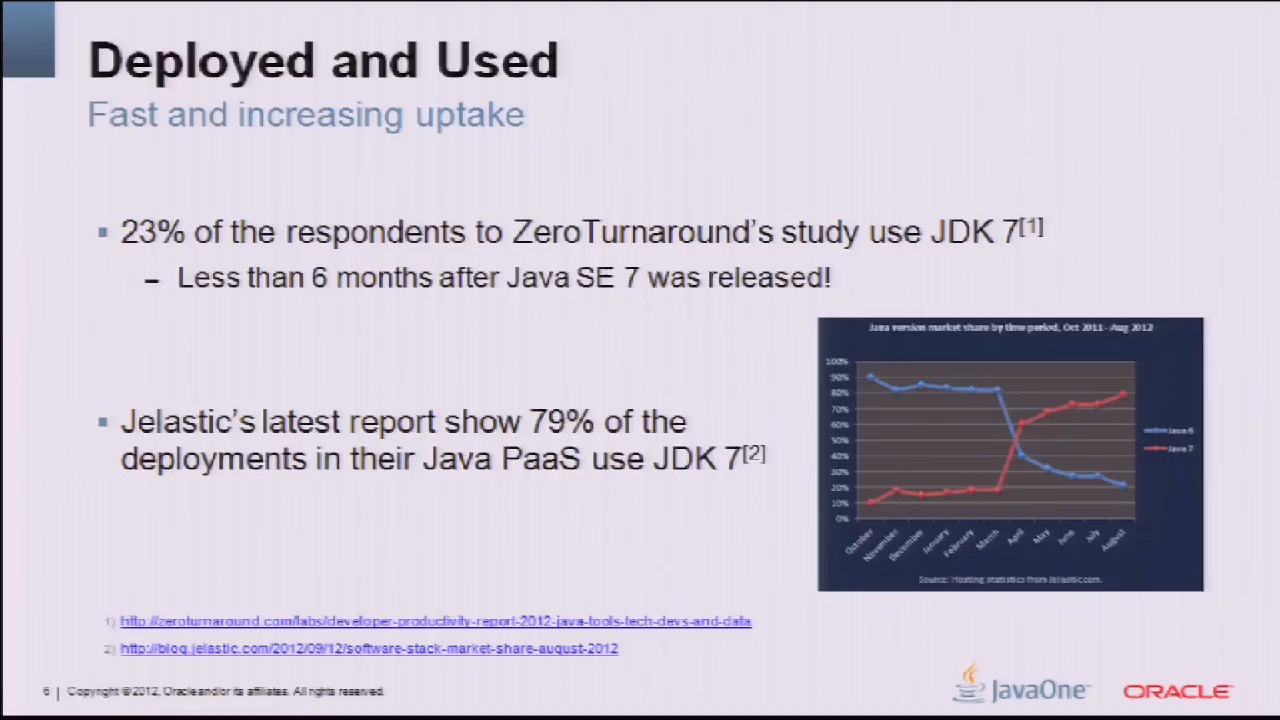 Deployed and Used
Fast and increasing uptake
23% of the respondents to ZeroTurnaround's study use JDK 7[1]
– Less than 6 months after Java SE 7 was released!
Jelastic's latest report show 79% of the
deployments in their Java PaaS use JDK 7[2]
Java version market share by time period, Oct 2011 - Aug 2012
100%
90%
80%
70%
60%
50%
40%
30%
20%
10%
0%
October
November
December
January
February
March
April
May
June
July
August
Java 6
Java 7
Source: Hosting statistics from Jelastic.com.
1) http://zeroturnaround.com/labs/developer-productivity-report-2012-java-tools-tech-devs-and-data
2) http://blog.jelastic.com/2012/09/12/software-stack-market-share-august-2012
6 | Copyright © 2012, Oracle and/or its affiliates. All rights reserved.
JavaOne™
ORACLE